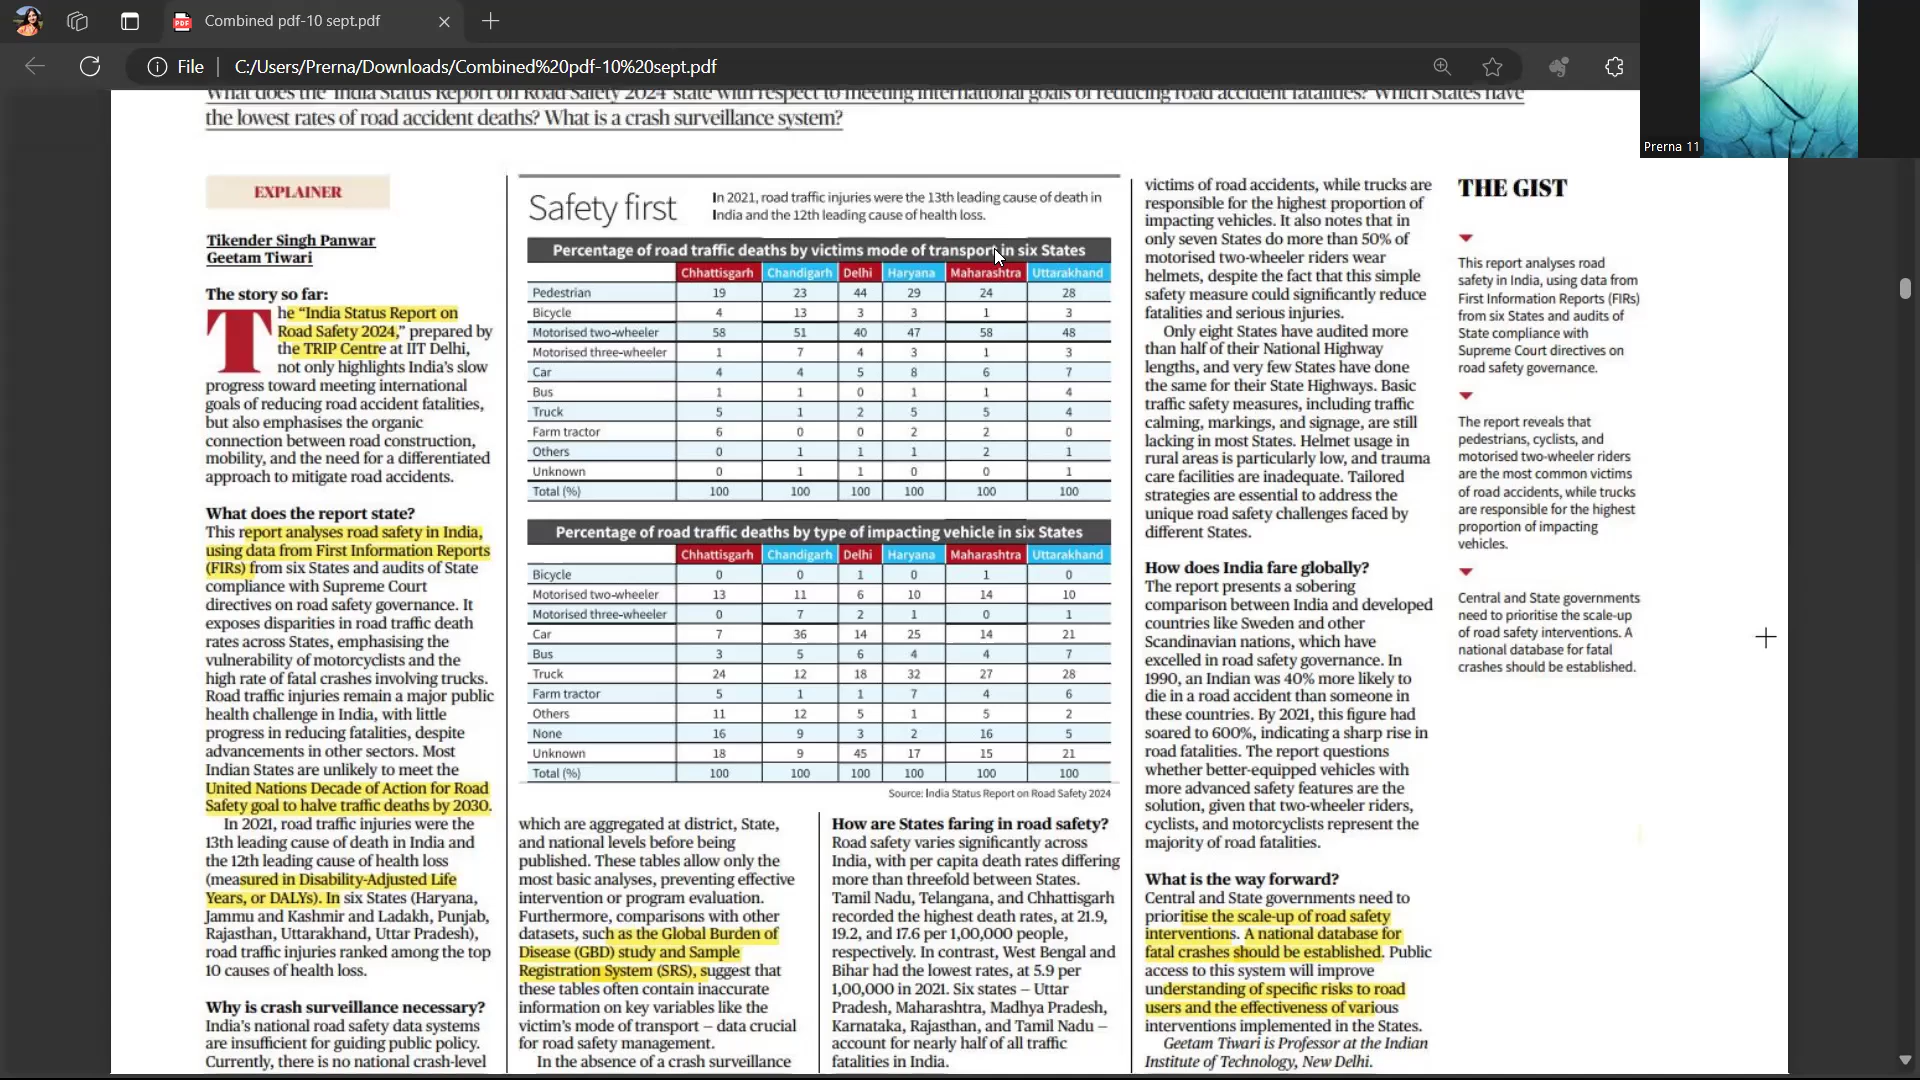 Combined pdf-10 sept.pdf
File
C:/Users/Prerna/Downloads/Combined%20pdf-10%20sept.pdf
Prerna 11
What does the 'India Status Report on Road Safety 2024' state with respect to meeting international goals of reducing road accident fatalities? Which States have
the lowest rates of road accident deaths? What is a crash surveillance system?
EXPLAINER
Tikender Singh Panwar
Geetam Tiwari
The story so far:
The “India Status Report on
Road Safety 2024,” prepared by
the TRIP Centre at IIT Delhi,
not only highlights India’s slow
progress toward meeting international
goals of reducing road accident fatalities,
but also emphasises the organic
connection between road construction,
mobility, and the need for a differentiated
approach to mitigate road accidents.
What does the report state?
This report analyses road safety in India,
using data from First Information Reports
(FIRs) from six States and audits of State
compliance with Supreme Court
directives on road safety governance. It
exposes disparities in road traffic death
rates across States, emphasising the
vulnerability of motorcyclists and the
high rate of fatal crashes involving trucks.
Road traffic injuries remain a major public
health challenge in India, with little
progress in reducing fatalities, despite
advancements in other sectors. Most
Indian States are unlikely to meet the
United Nations Decade of Action for Road
Safety goal to halve traffic deaths by 2030.
In 2021, road traffic injuries were the
13th leading cause of death in India and
the 12th leading cause of health loss
(measured in Disability-Adjusted Life
Years, or DALYs). In six States (Haryana,
Jammu and Kashmir and Ladakh, Punjab,
Rajasthan, Uttarakhand, Uttar Pradesh),
road traffic injuries ranked among the top
10 causes of health loss.
Why is crash surveillance necessary?
India’s national road safety data systems
are insufficient for guiding public policy.
Currently, there is no national crash-level
Safety first
In 2021, road traffic injuries were the 13th leading cause of death in
India and the 12th leading cause of health loss.
Percentage of road traffic deaths by victims mode of transport in six States
Chhattisgarh Chandigarh Delhi Haryana Maharashtra Uttarakhand
Pedestrian 19 23 44 29 24 28
Bicycle 4 13 3 3 1 3
Motorised two-wheeler 58 51 40 47 58 48
Motorised three-wheeler 1 7 4 3 1 3
Car 4 4 5 8 6 7
Bus 1 1 0 1 1 4
Truck 5 1 2 5 5 4
Farm tractor 6 0 0 2 2 0
Others 0 1 1 1 2 1
Unknown 0 1 1 0 0 1
Total (%) 100 100 100 100 100 100
Percentage of road traffic deaths by type of impacting vehicle in six States
Chhattisgarh Chandigarh Delhi Haryana Maharashtra Uttarakhand
Bicycle 0 0 1 0 1 0
Motorised two-wheeler 13 11 6 10 14 10
Motorised three-wheeler 0 7 2 1 0 1
Car 7 36 14 25 14 21
Bus 3 5 6 4 4 7
Truck 24 12 18 32 27 28
Farm tractor 5 1 1 7 4 6
Others 11 12 5 1 5 2
None 16 9 3 2 16 5
Unknown 18 9 45 17 15 21
Total (%) 100 100 100 100 100 100
Source: India Status Report on Road Safety 2024
which are aggregated at district, State,
and national levels before being
published. These tables allow only the
most basic analyses, preventing effective
intervention or program evaluation.
Furthermore, comparisons with other
datasets, such as the Global Burden of
Disease (GBD) study and Sample
Registration System (SRS), suggest that
these tables often contain inaccurate
information on key variables like the
victim’s mode of transport – data crucial
for road safety management.
In the absence of a crash surveillance
How are States faring in road safety?
Road safety varies significantly across
India, with per capita death rates differing
more than threefold between States.
Tamil Nadu, Telangana, and Chhattisgarh
recorded the highest death rates, at 21.9,
19.2, and 17.6 per 1,00,000 people,
respectively. In contrast, West Bengal and
Bihar had the lowest rates, at 5.9 per
1,00,000 in 2021. Six states – Uttar
Pradesh, Maharashtra, Madhya Pradesh,
Karnataka, Rajasthan, and Tamil Nadu –
account for nearly half of all traffic
fatalities in India.
victims of road accidents, while trucks are
responsible for the highest proportion of
impacting vehicles. It also notes that in
only seven States do more than 50% of
motorised two-wheeler riders wear
helmets, despite the fact that this simple
safety measure could significantly reduce
fatalities and serious injuries.
Only eight States have audited more
than half of their National Highway
lengths, and very few States have done
the same for their State Highways. Basic
traffic safety measures, including traffic
calming, markings, and signage, are still
lacking in most States. Helmet usage in
rural areas is particularly low, and trauma
care facilities are inadequate. Tailored
strategies are essential to address the
unique road safety challenges faced by
different States.
How does India fare globally?
The report presents a sobering
comparison between India and developed
countries like Sweden and other
Scandinavian nations, which have
excelled in road safety governance. In
1990, an Indian was 40% more likely to
die in a road accident than someone in
these countries. By 2021, this figure had
soared to 600%, indicating a sharp rise in
road fatalities. The report questions
whether better-equipped vehicles with
more advanced safety features are the
solution, given that two-wheeler riders,
cyclists, and motorcyclists represent the
majority of road fatalities.
What is the way forward?
Central and State governments need to
prioritise the scale-up of road safety
interventions. A national database for
fatal crashes should be established. Public
access to this system will improve
understanding of specific risks to road
users and the effectiveness of various
interventions implemented in the States.
Geetam Tiwari is Professor at the Indian
Institute of Technology, New Delhi.
THE GIST
This report analyses road
safety in India, using data from
First Information Reports (FIRs)
from six States and audits of
State compliance with
Supreme Court directives on
road safety governance.
The report reveals that
pedestrians, cyclists, and
motorised two-wheeler riders
are the most common victims
of road accidents, while trucks
are responsible for the highest
proportion of impacting
vehicles.
Central and State governments
need to prioritise the scale-up
of road safety interventions. A
national database for fatal
crashes should be established.